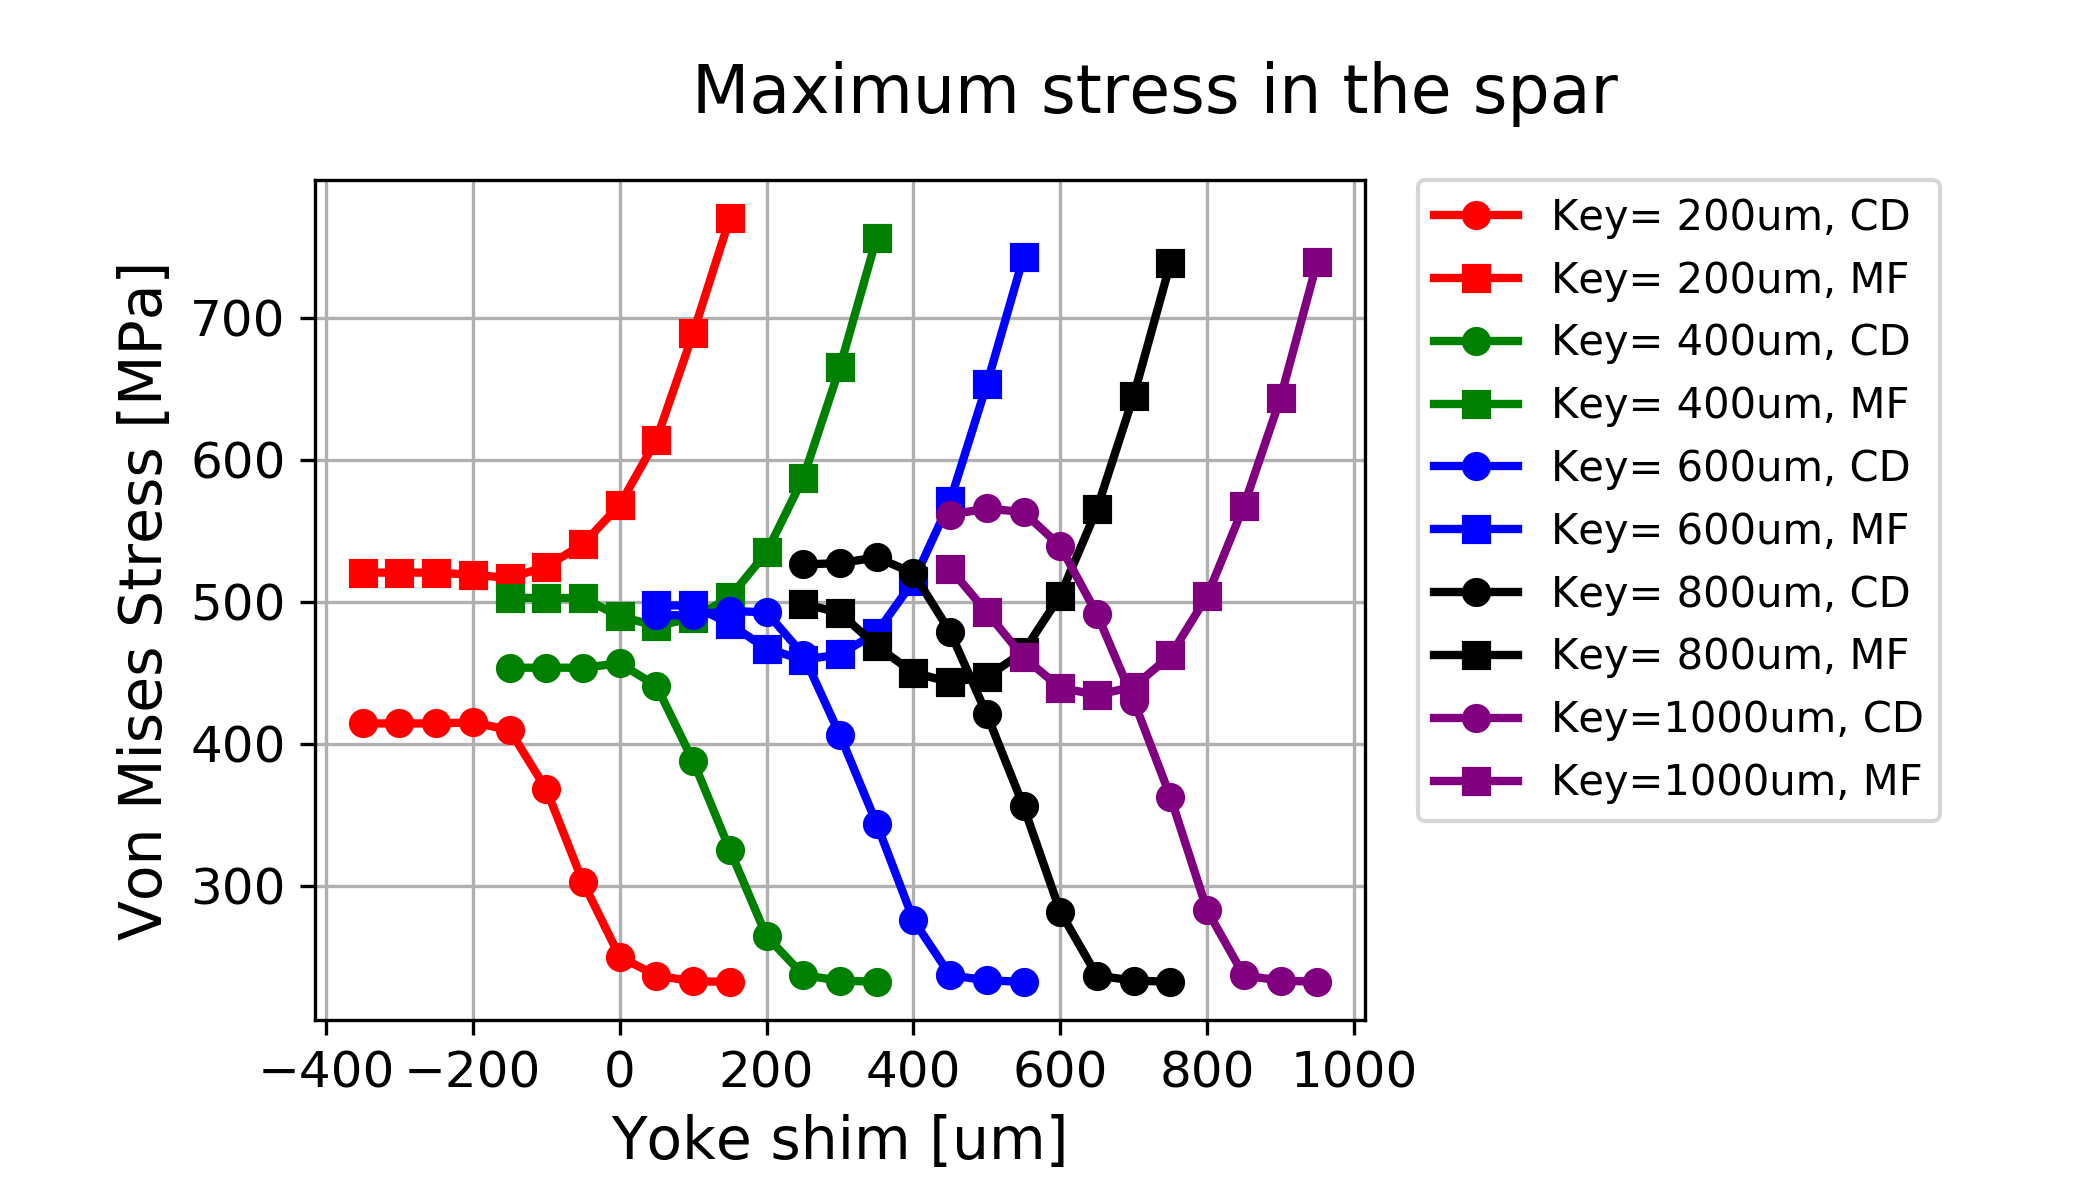 Maximum stress in the spar
Von Mises Stress [MPa]
700
600
500
400
300
−400 −200 0 200 400 600 800 1000
Yoke shim [um]
Key= 200um, CD
Key= 200um, MF
Key= 400um, CD
Key= 400um, MF
Key= 600um, CD
Key= 600um, MF
Key= 800um, CD
Key= 800um, MF
Key=1000um, CD
Key=1000um, MF